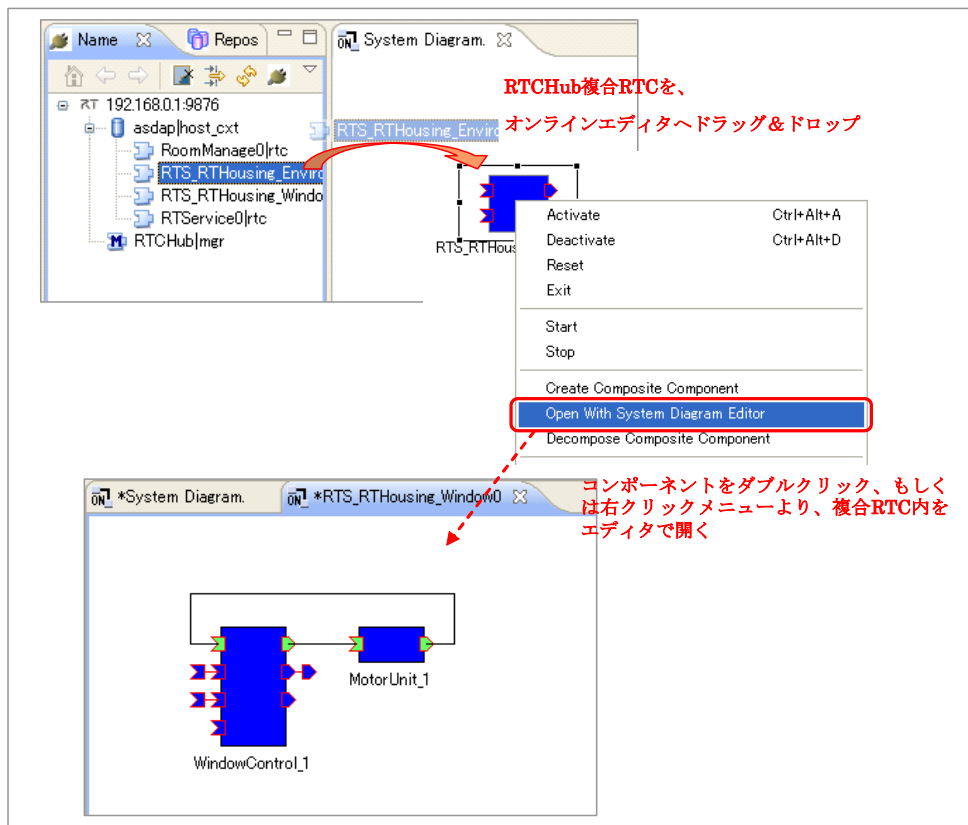 Name
Repos
System Diagram.
192.168.0.1:9876
asdap|host_cxt
RoomManage0|rtc
RTS_RTHousing_Enviro
RTS_RTHousing_Windo
RTService0|rtc
RTCHub|mgr
RTS_RTHousing_Enviro
RTCHub複合RTCを、
オンラインエディタへドラッグ＆ドロップ
RTS_RTHous
Activate Ctrl+Alt+A
Deactivate Ctrl+Alt+D
Reset
Exit
Start
Stop
Create Composite Component
Open With System Diagram Editor
Decompose Composite Component
コンポーネントをダブルクリック、もしく
は右クリックメニューより、複合RTC内を
エディタで開く
*System Diagram.
*RTS_RTHousing_Window0
MotorUnit_1
WindowControl_1